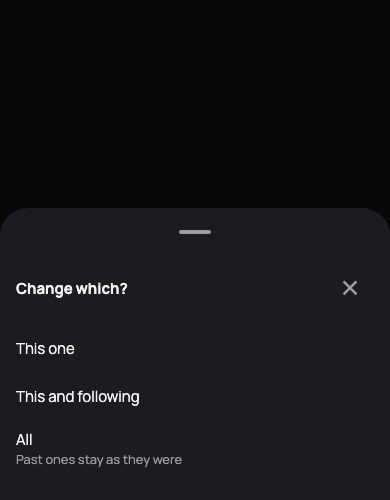 Change which?
This one
This and following
All
Past ones stay as they were